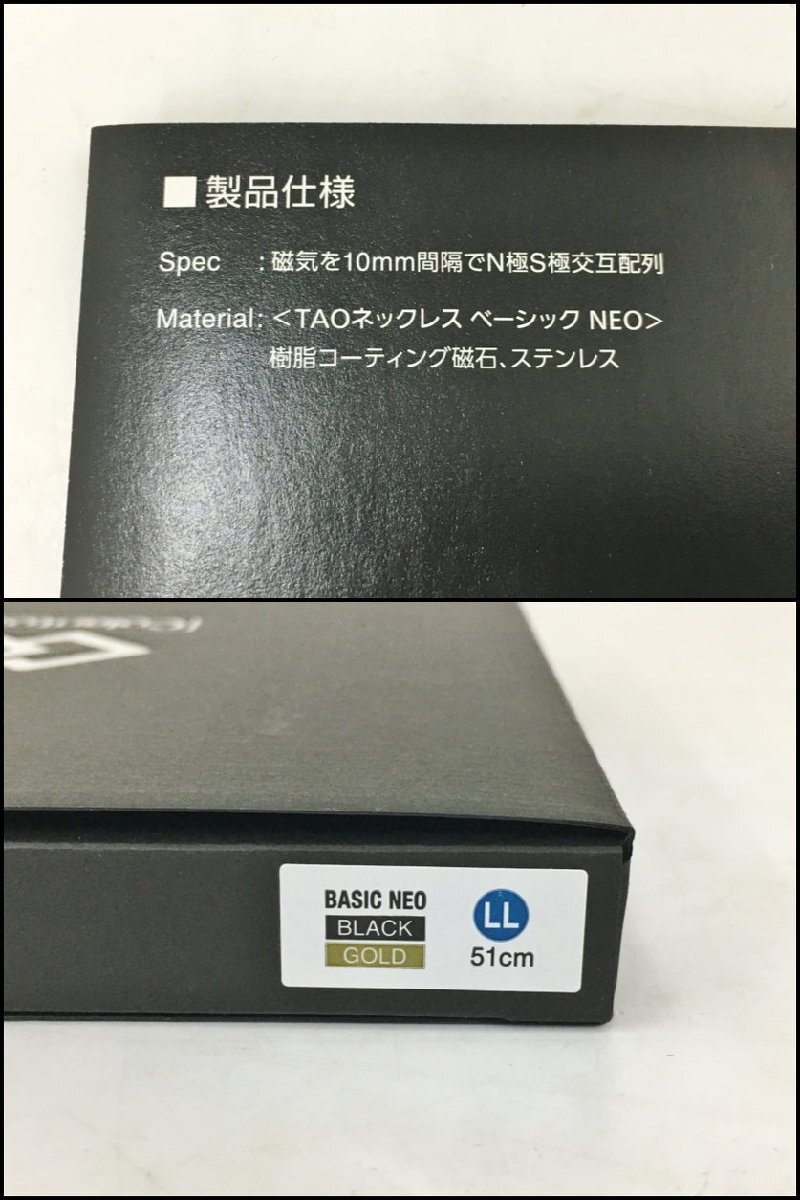 ■製品仕様
Spec : 磁気を10mm間隔でN極S極交互配列
Material: <TAOネックレス ベーシック NEO>
樹脂コーティング磁石、ステンレス
BASIC NEO
BLACK
GOLD
LL
51cm